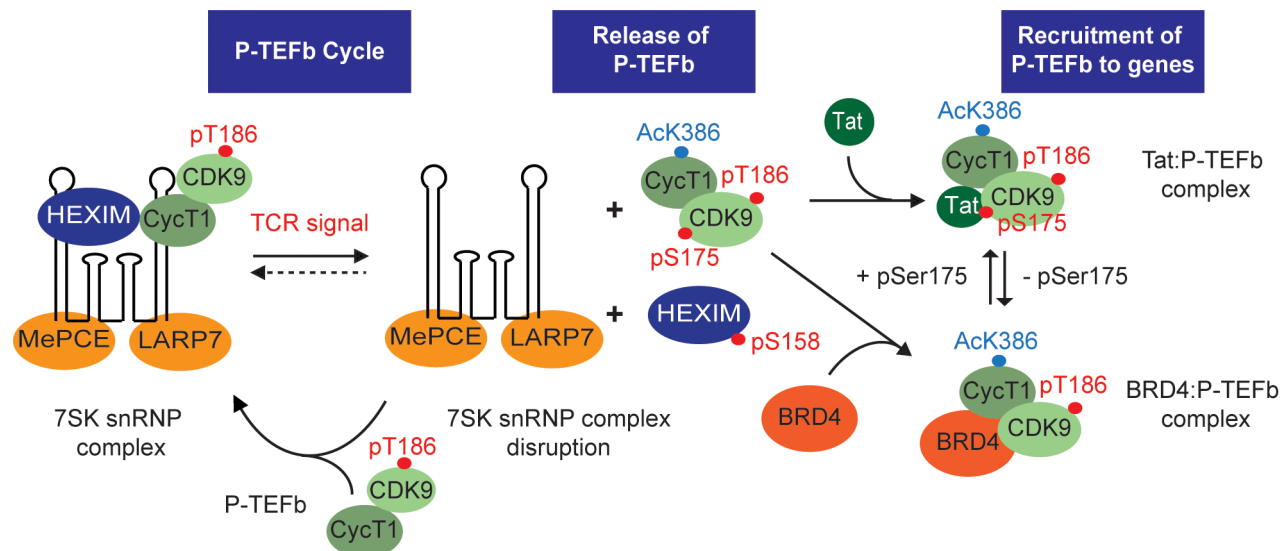 P-TEFb Cycle
Release of
P-TEFb
Recruitment of
P-TEFb to genes
pT186
CDK9
HEXIM
CycT1
MePCE
LARP7
7SK snRNP
complex
TCR signal
MePCE
LARP7
7SK snRNP complex
disruption
P-TEFb
pT186
CDK9
CycT1
+
AcK386
CycT1
pT186
CDK9
pS175
+
HEXIM
pS158
Tat
BRD4
AcK386
CycT1
pT186
CDK9
Tat
pS175
Tat:P-TEFb
complex
+ pSer175
- pSer175
AcK386
CycT1
pT186
CDK9
BRD4
BRD4:P-TEFb
complex